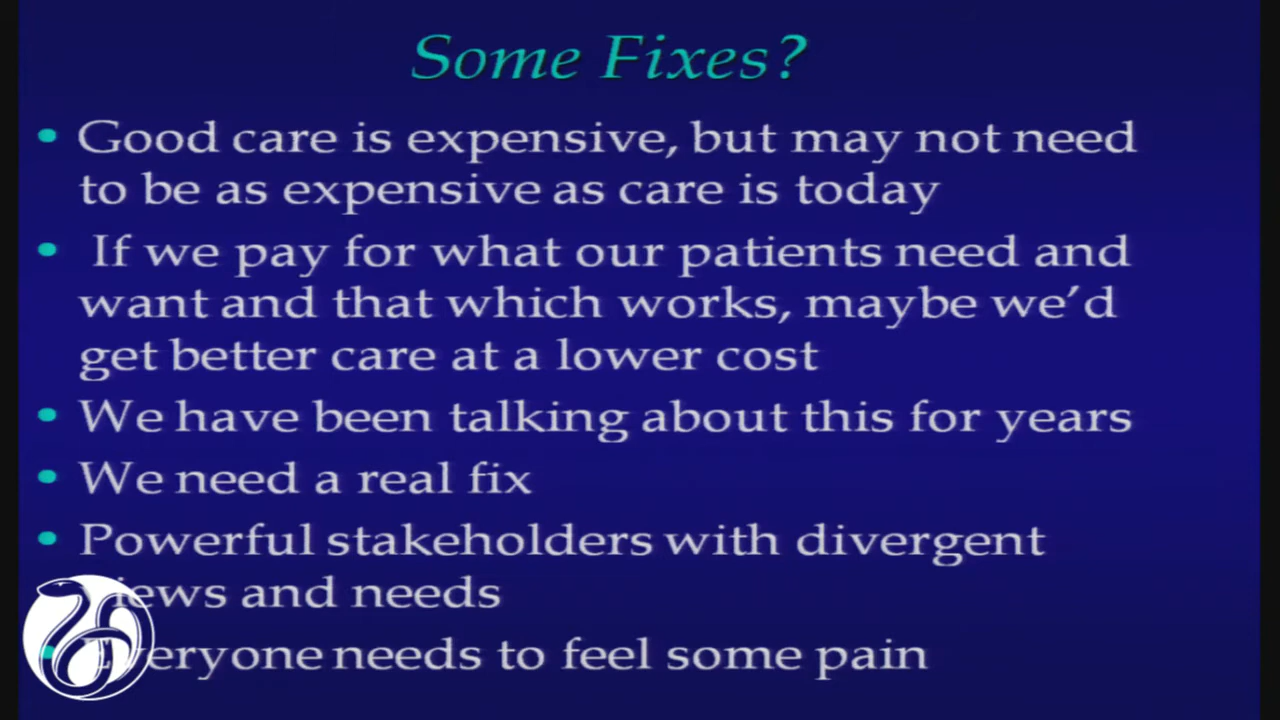 Some Fixes?
• Good care is expensive, but may not need
to be as expensive as care is today
• If we pay for what our patients need and
want and that which works, maybe we'd
get better care at a lower cost
• We have been talking about this for years
• We need a real fix
• Powerful stakeholders with divergent
views and needs
• Everyone needs to feel some pain